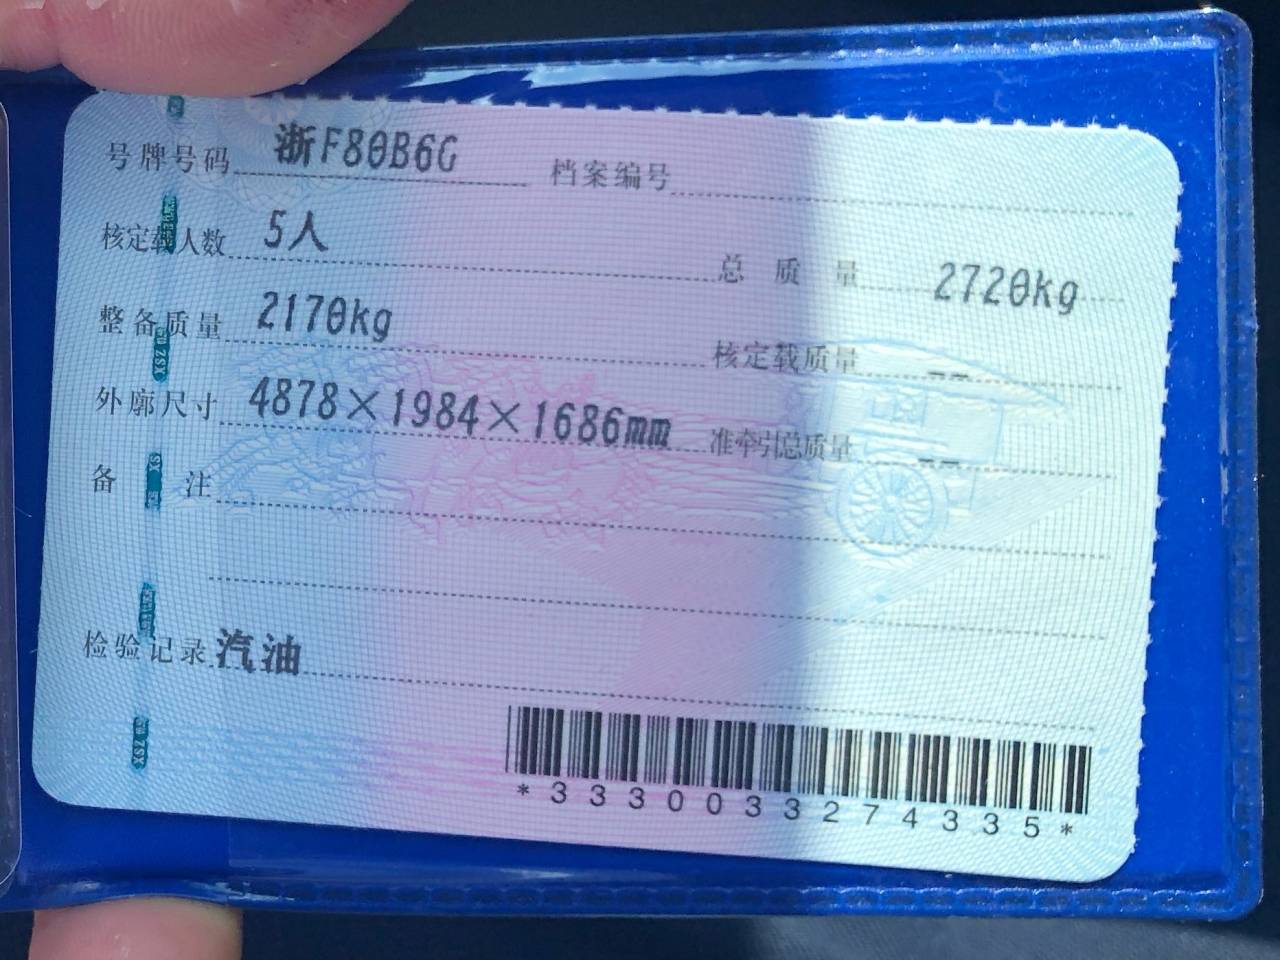 号牌号码 浙F80B6G 档案编号
核定载人数 5人 总质量 2720kg
整备质量 2170kg 核定载质量 --
外廓尺寸 4878×1984×1686mm 准牵引总质量 --
备注
检验记录 汽油
*3330033274335*